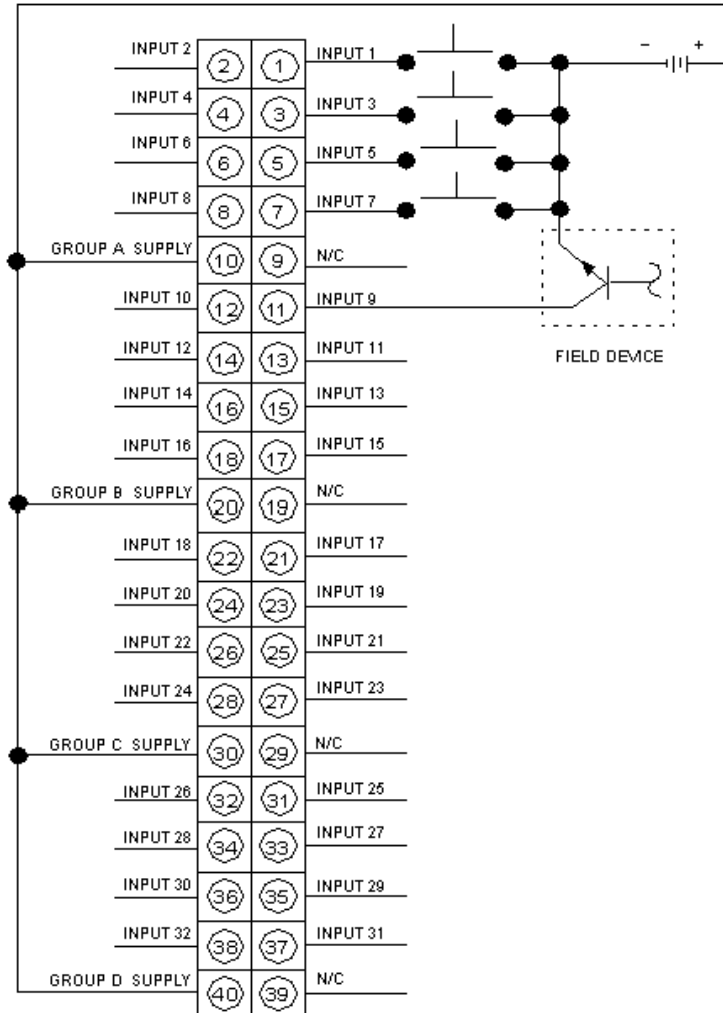 INPUT 2 2 1 INPUT 1 - +
INPUT 4 4 3 INPUT 3
INPUT 6 6 5 INPUT 5
INPUT 8 8 7 INPUT 7
GROUP A SUPPLY 10 9 N/C
INPUT 10 12 11 INPUT 9
FIELD DEVICE
INPUT 12 14 13 INPUT 11
INPUT 14 16 15 INPUT 13
INPUT 16 18 17 INPUT 15
GROUP B SUPPLY 20 19 N/C
INPUT 18 22 21 INPUT 17
INPUT 20 24 23 INPUT 19
INPUT 22 26 25 INPUT 21
INPUT 24 28 27 INPUT 23
GROUP C SUPPLY 30 29 N/C
INPUT 26 32 31 INPUT 25
INPUT 28 34 33 INPUT 27
INPUT 30 36 35 INPUT 29
INPUT 32 38 37 INPUT 31
GROUP D SUPPLY 40 39 N/C